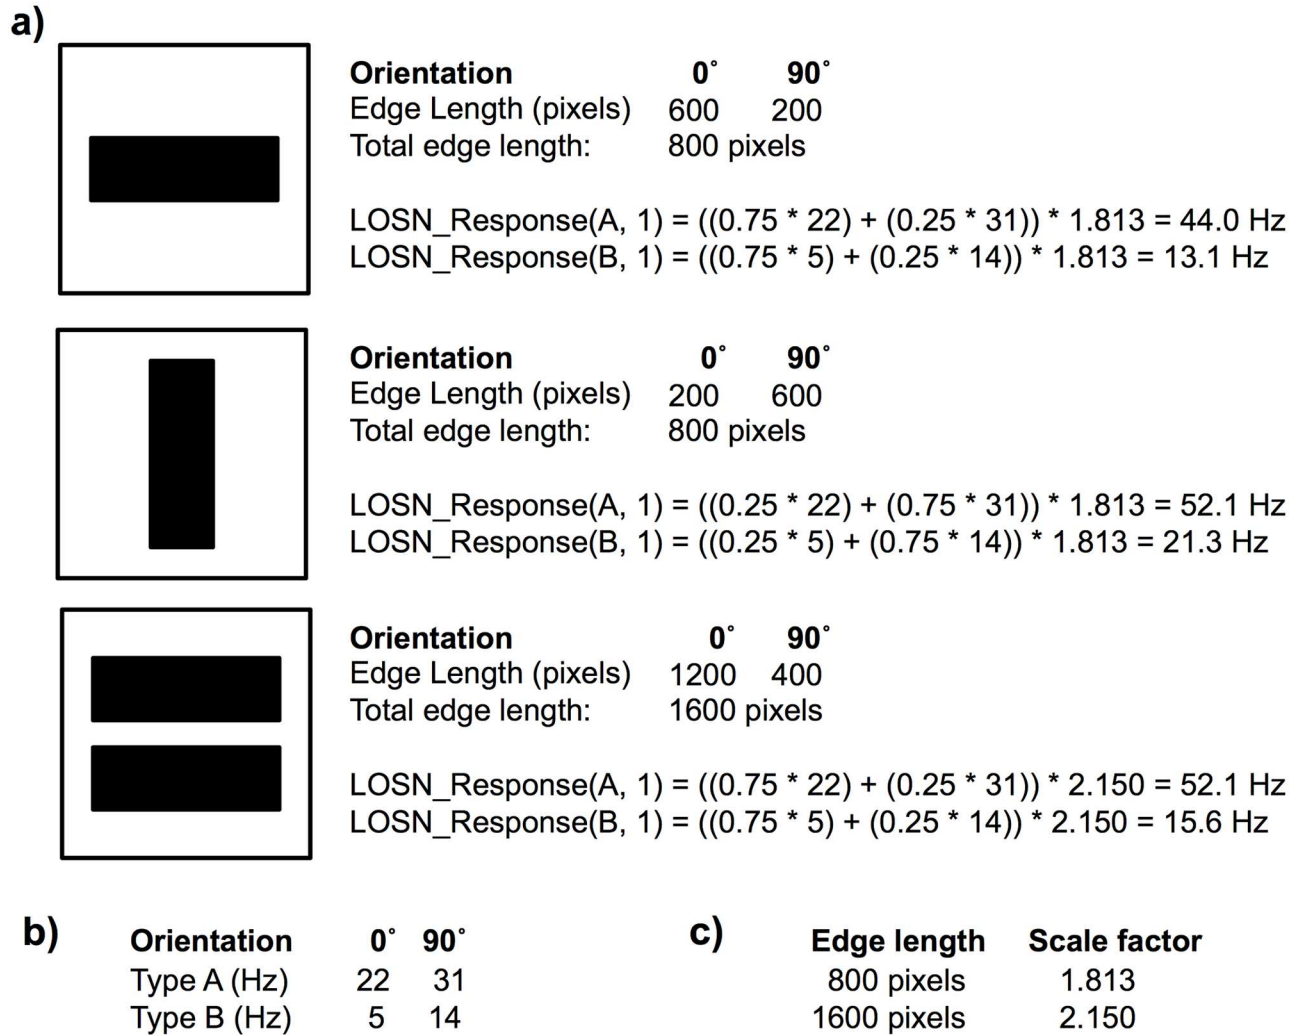 a)
Orientation 0° 90°
Edge Length (pixels) 600 200
Total edge length: 800 pixels
LOSN_Response(A, 1) = ((0.75 * 22) + (0.25 * 31)) * 1.813 = 44.0 Hz
LOSN_Response(B, 1) = ((0.75 * 5) + (0.25 * 14)) * 1.813 = 13.1 Hz
Orientation 0° 90°
Edge Length (pixels) 200 600
Total edge length: 800 pixels
LOSN_Response(A, 1) = ((0.25 * 22) + (0.75 * 31)) * 1.813 = 52.1 Hz
LOSN_Response(B, 1) = ((0.25 * 5) + (0.75 * 14)) * 1.813 = 21.3 Hz
Orientation 0° 90°
Edge Length (pixels) 1200 400
Total edge length: 1600 pixels
LOSN_Response(A, 1) = ((0.75 * 22) + (0.25 * 31)) * 2.150 = 52.1 Hz
LOSN_Response(B, 1) = ((0.75 * 5) + (0.25 * 14)) * 2.150 = 15.6 Hz
b)
Orientation 0° 90°
Type A (Hz) 22 31
Type B (Hz) 5 14
c)
Edge length Scale factor
800 pixels 1.813
1600 pixels 2.150